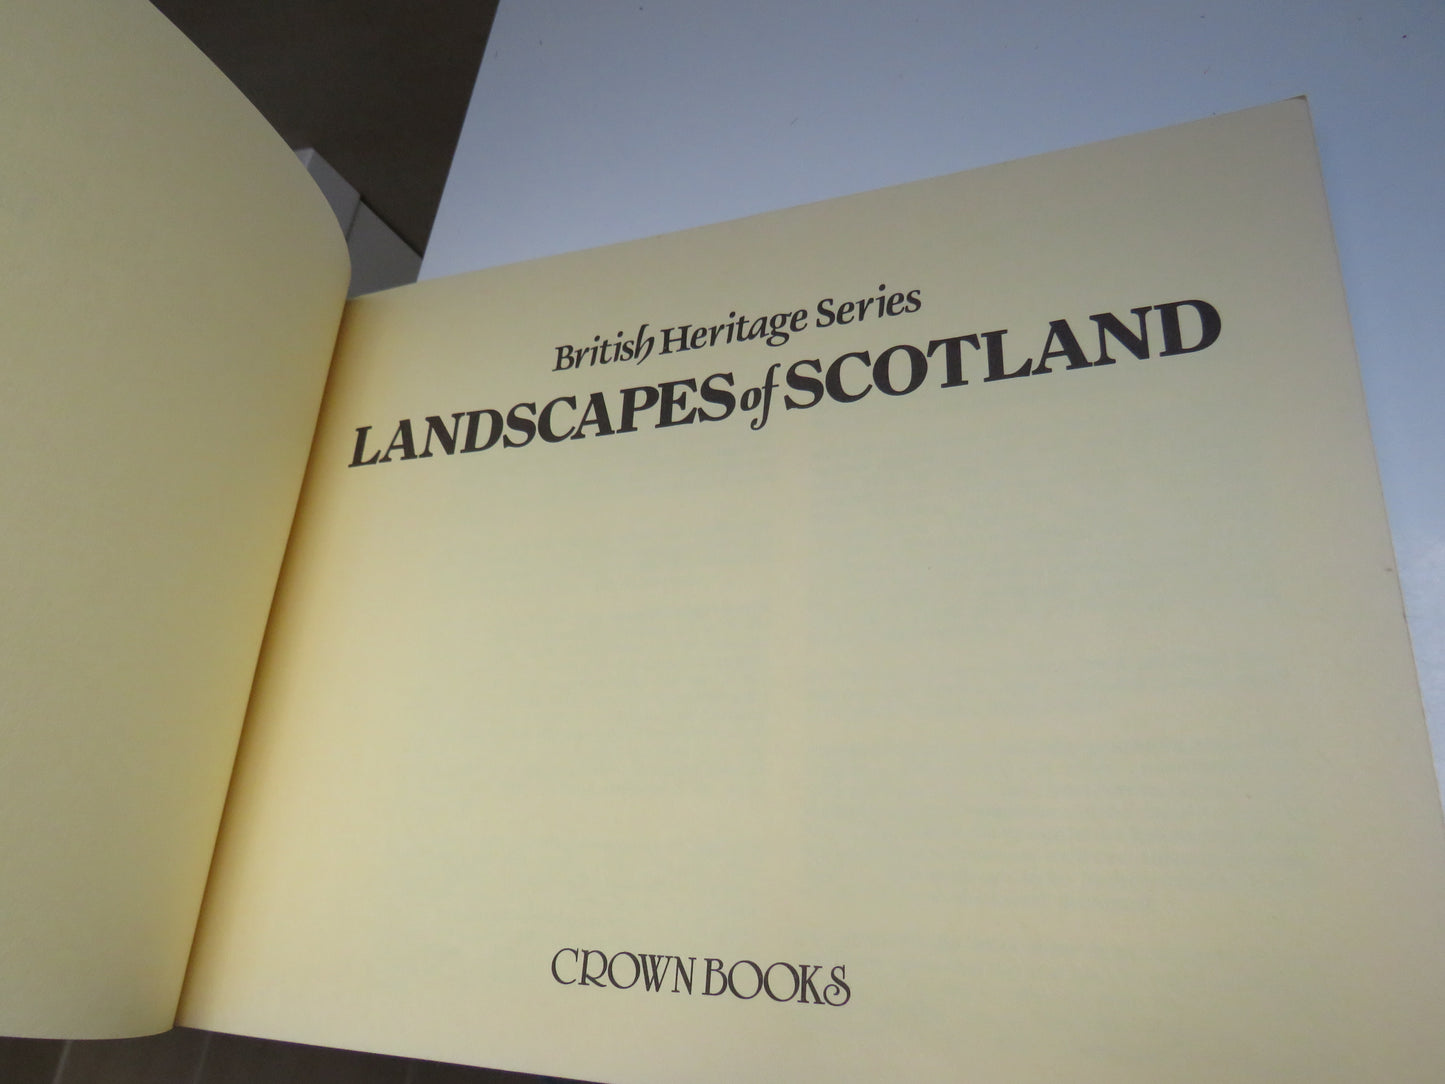 British Heritage Series
LANDSCAPES of SCOTLAND
CROWN BOOKS